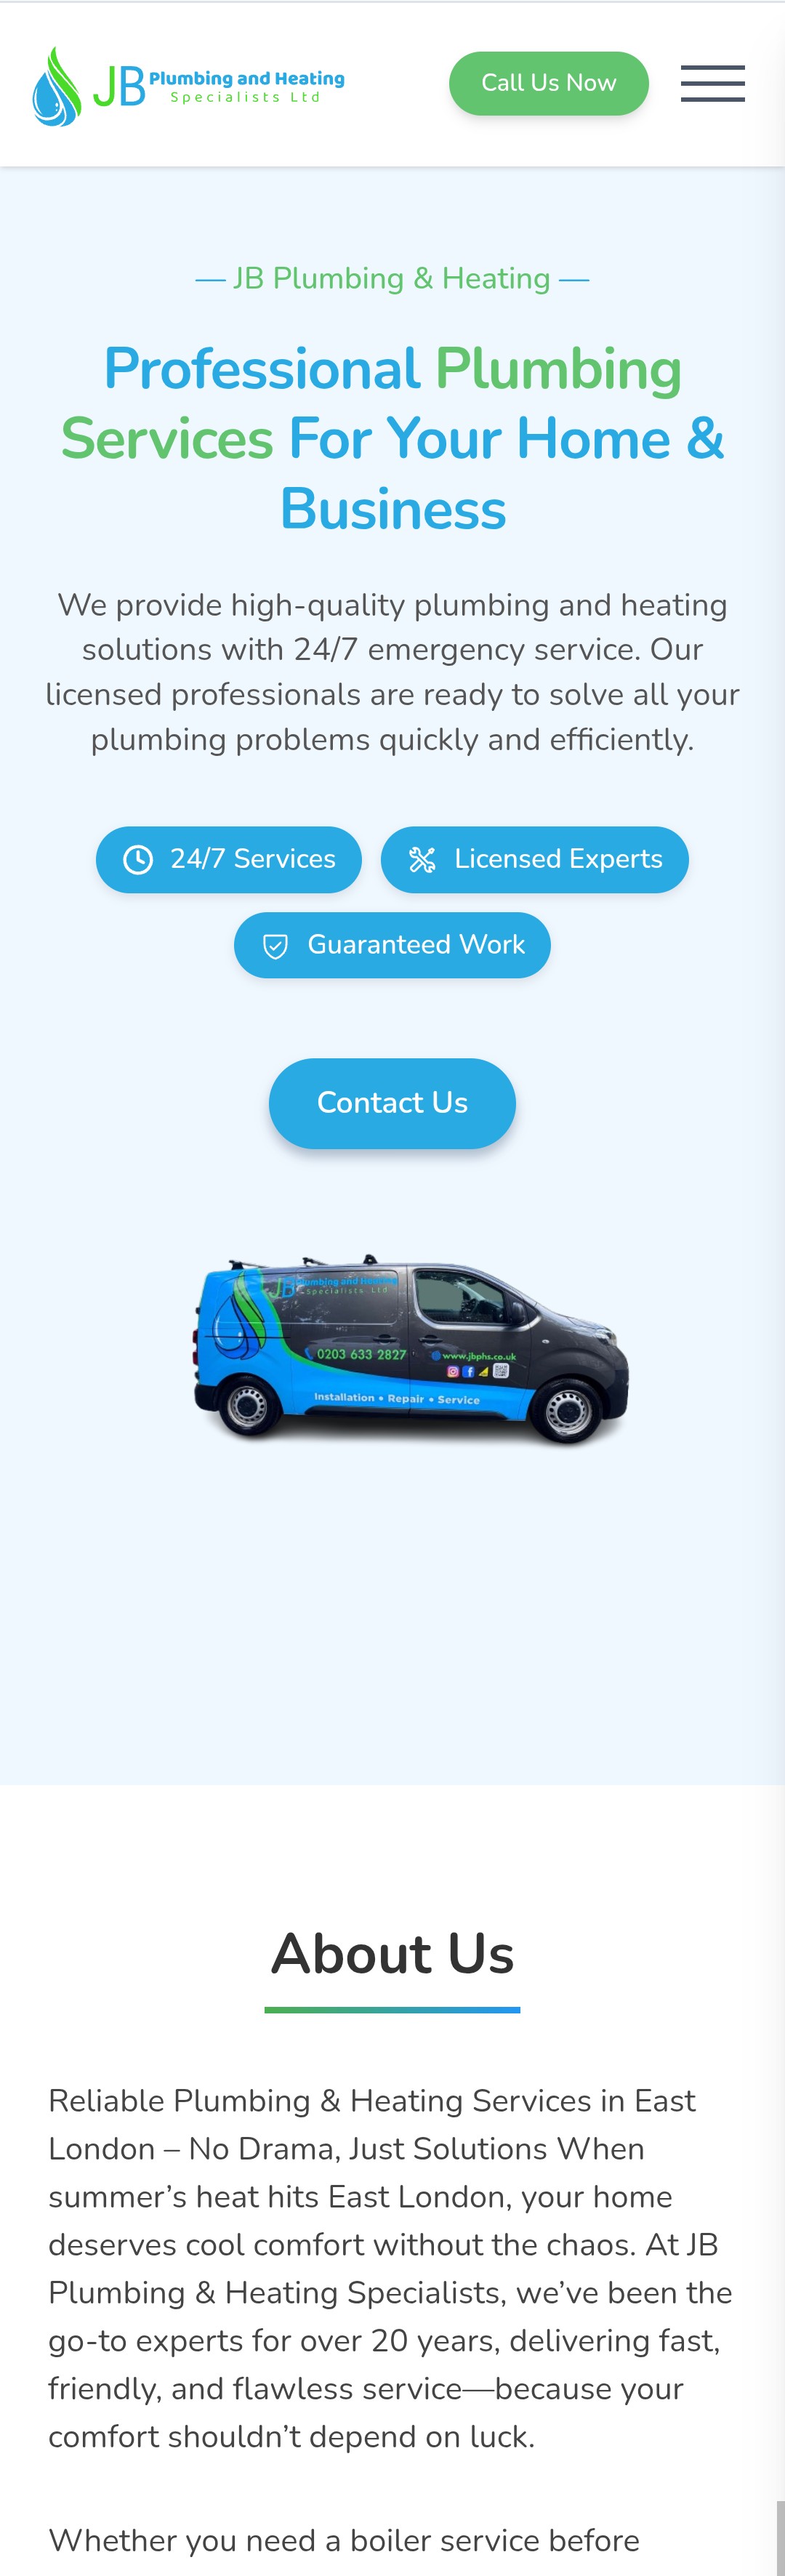 JB Plumbing and Heating
Specialists Ltd
Call Us Now
— JB Plumbing & Heating —
Professional Plumbing
Services For Your Home &
Business
We provide high-quality plumbing and heating
solutions with 24/7 emergency service. Our
licensed professionals are ready to solve all your
plumbing problems quickly and efficiently.
24/7 Services
Licensed Experts
Guaranteed Work
Contact Us
JB Plumbing and Heating
Specialists Ltd
0203 633 2827
www.jbphs.co.uk
Installation • Repair • Service
About Us
Reliable Plumbing & Heating Services in East
London – No Drama, Just Solutions When
summer’s heat hits East London, your home
deserves cool comfort without the chaos. At JB
Plumbing & Heating Specialists, we’ve been the
go-to experts for over 20 years, delivering fast,
friendly, and flawless service—because your
comfort shouldn’t depend on luck.
Whether you need a boiler service before